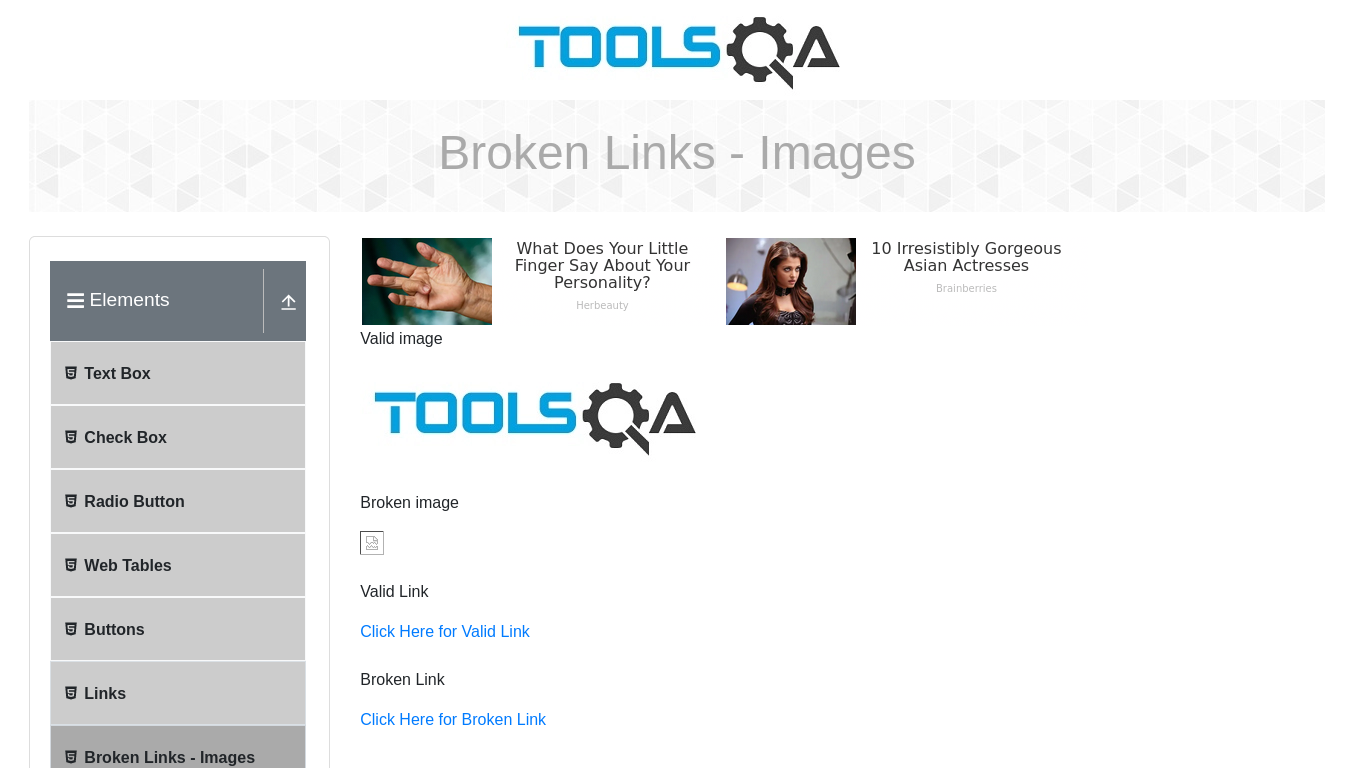 TOOLSQA
Broken Links - Images
Elements
Text Box
Check Box
Radio Button
Web Tables
Buttons
Links
Broken Links - Images
What Does Your Little
Finger Say About Your
Personality?
Herbeauty
10 Irresistibly Gorgeous
Asian Actresses
Brainberries
Valid image
TOOLSQA
Broken image
Valid Link
Click Here for Valid Link
Broken Link
Click Here for Broken Link